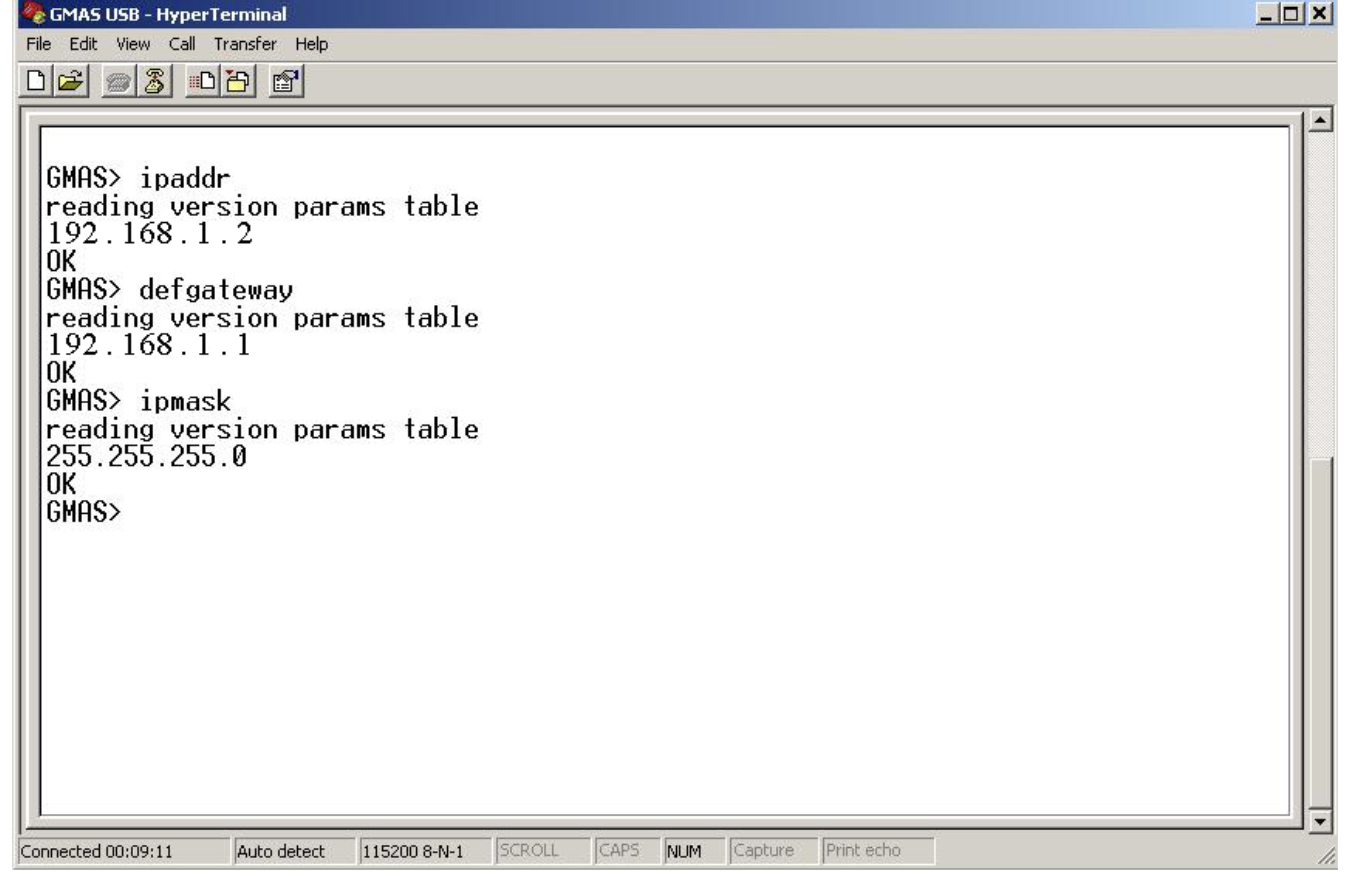 GMAS USB - HyperTerminal
File Edit View Call Transfer Help
GMAS> ipaddr
reading version params table
192.168.1.2
OK
GMAS> defgateway
reading version params table
192.168.1.1
OK
GMAS> ipmask
reading version params table
255.255.255.0
OK
GMAS>
Connected 00:09:11 Auto detect 115200 8-N-1 SCROLL CAPS NUM Capture Print echo